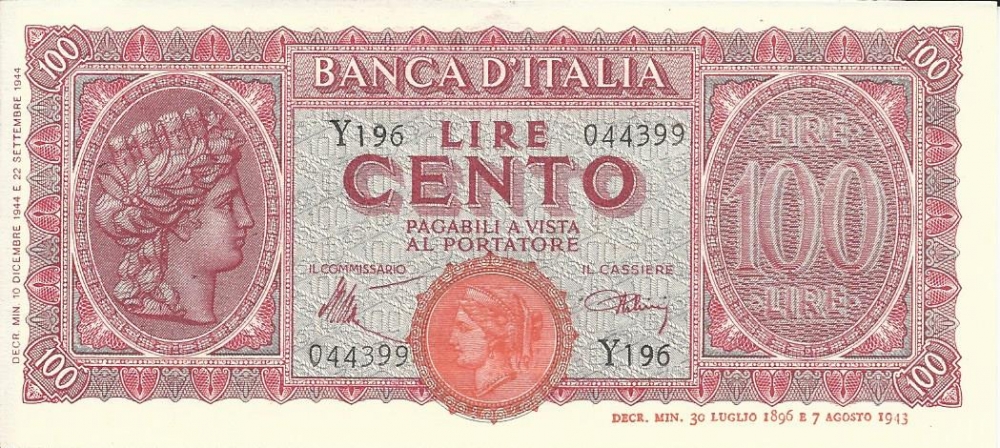 100
100
BANCA D'ITALIA
Y196 LIRE 044399
CENTO
PAGABILI A VISTA
AL PORTATORE
IL COMMISSARIO
IL CASSIERE
044399
Y196
LIRE
100
LIRE
100
100
DECR. MIN. 10 DICEMBRE 1944 E 22 SETTEMBRE 1944
DECR. MIN. 30 LUGLIO 1896 E 7 AGOSTO 1943